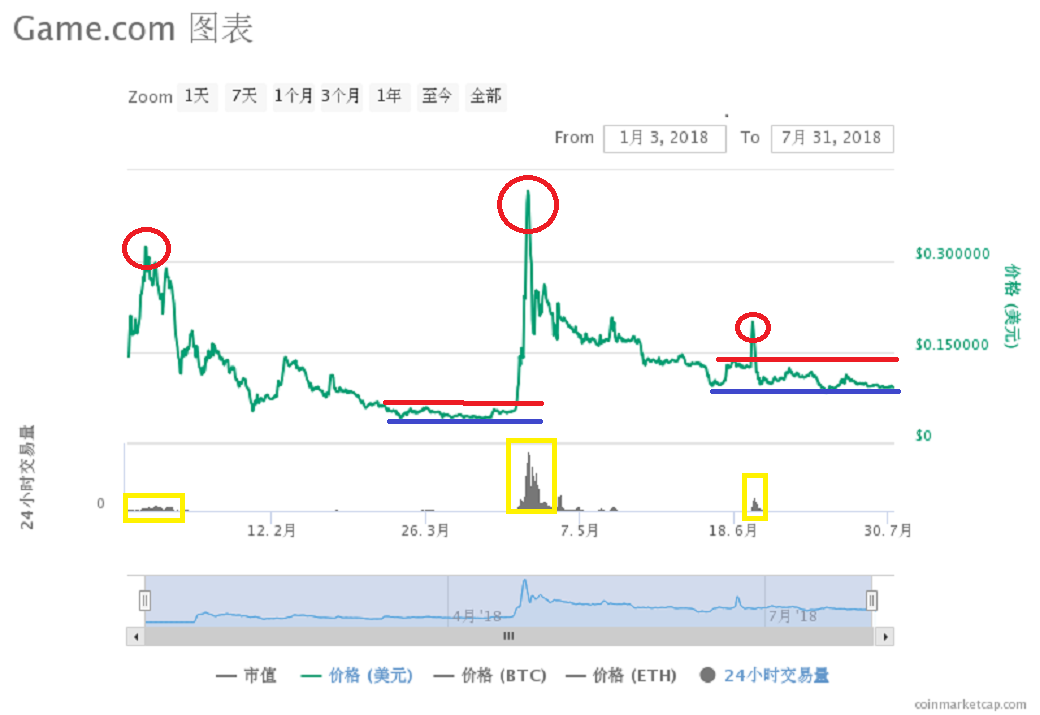 Game.com 图表
Zoom 1天 7天 1个月 3个月 1年 至今 全部
From 1月 3, 2018 To 7月 31, 2018
$0.300000
$0.150000
$0
价格 (美元)
24小时交易量
0
12. 2月 26. 3月 7. 5月 18. 6月 30. 7月
4月 '18 7月 '18
市值 价格 (美元) 价格 (BTC) 价格 (ETH) 24小时交易量
coinmarketcap.com